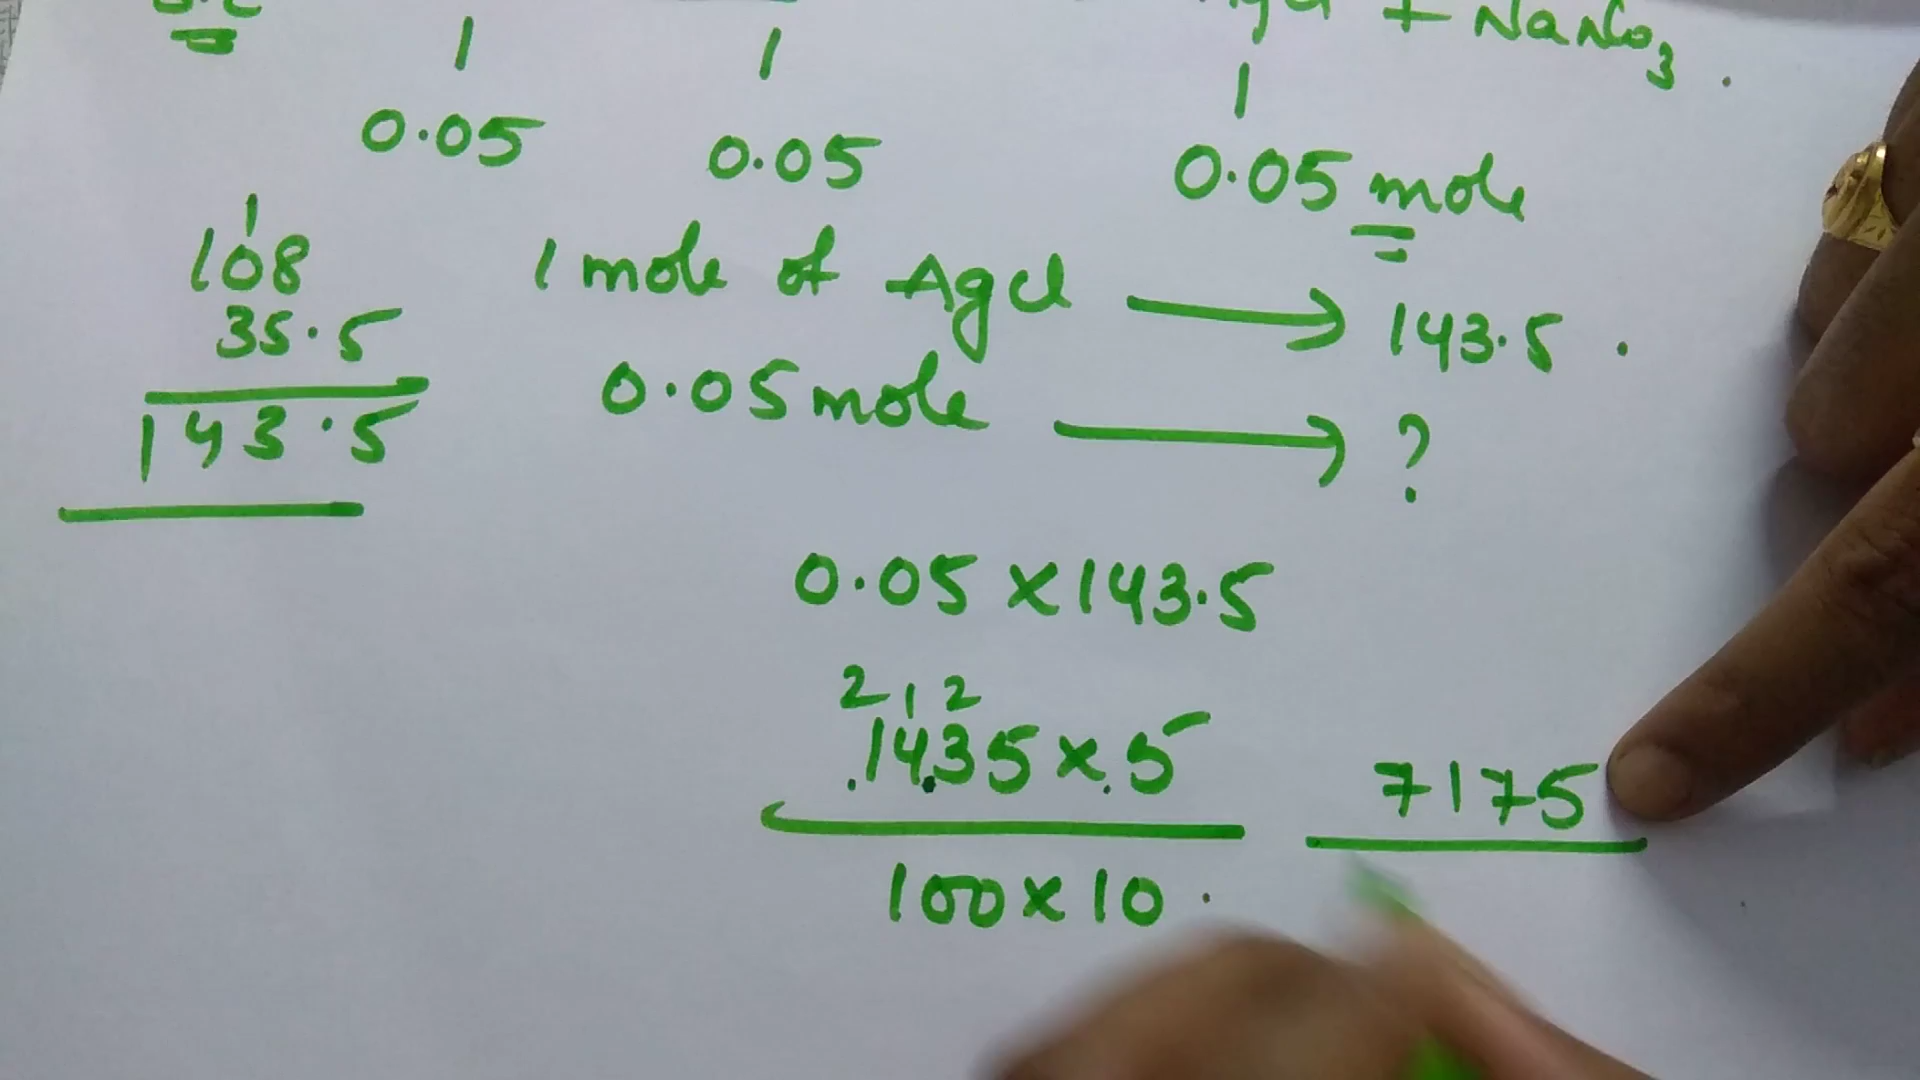 + NaNO3
1 1 1
0.05 0.05 0.05 mole
1
108
35.5
143.5
1 mole of AgCl → 143.5
0.05 mole → ?
0.05 × 143.5
2 1 2
1435 × 5
100 × 10
7175